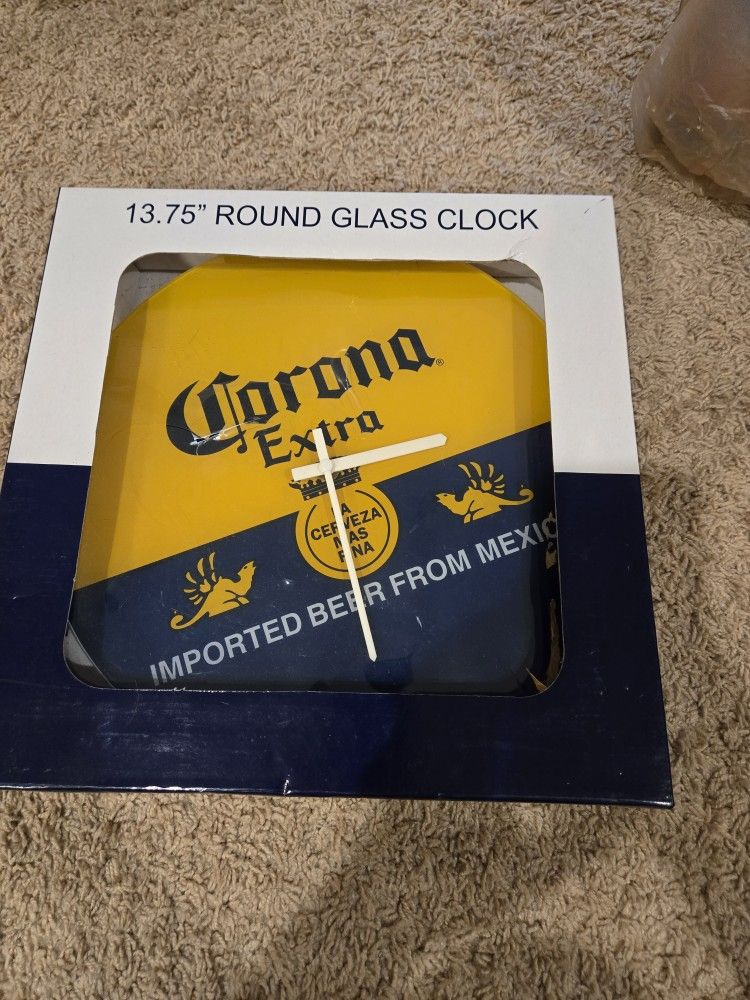 13.75” ROUND GLASS CLOCK
Corona®
Extra
LA
CERVEZA
MAS
FINA
IMPORTED BEER FROM MEXIC